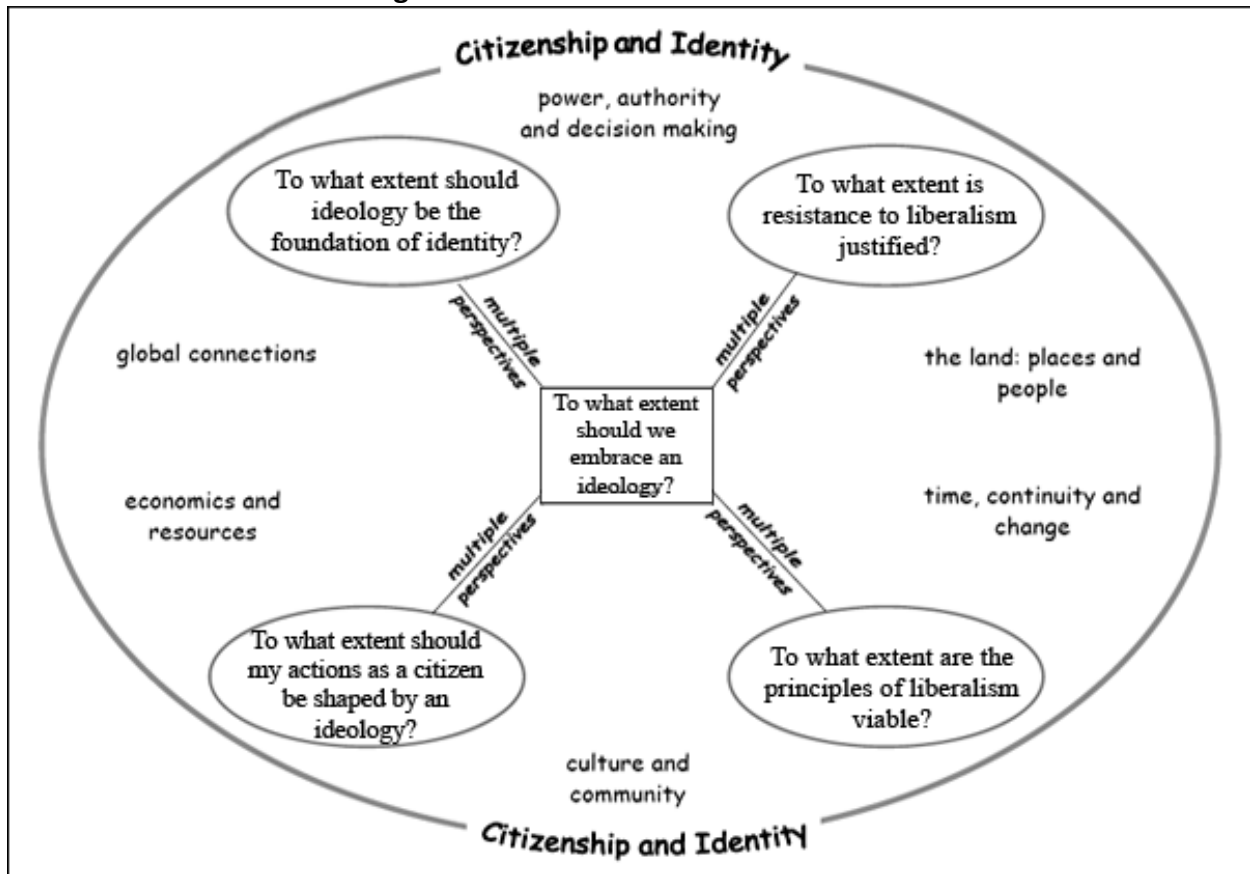 Citizenship and Identity
power, authority
and decision making
To what extent should
ideology be the
foundation of identity?
To what extent is
resistance to liberalism
justified?
multiple
perspectives
multiple
perspectives
global connections
the land: places and
people
To what extent
should we
embrace an
ideology?
economics and
resources
time, continuity and
change
multiple
perspectives
multiple
perspectives
To what extent should
my actions as a citizen
be shaped by an
ideology?
To what extent are the
principles of liberalism
viable?
culture and
community
Citizenship and Identity